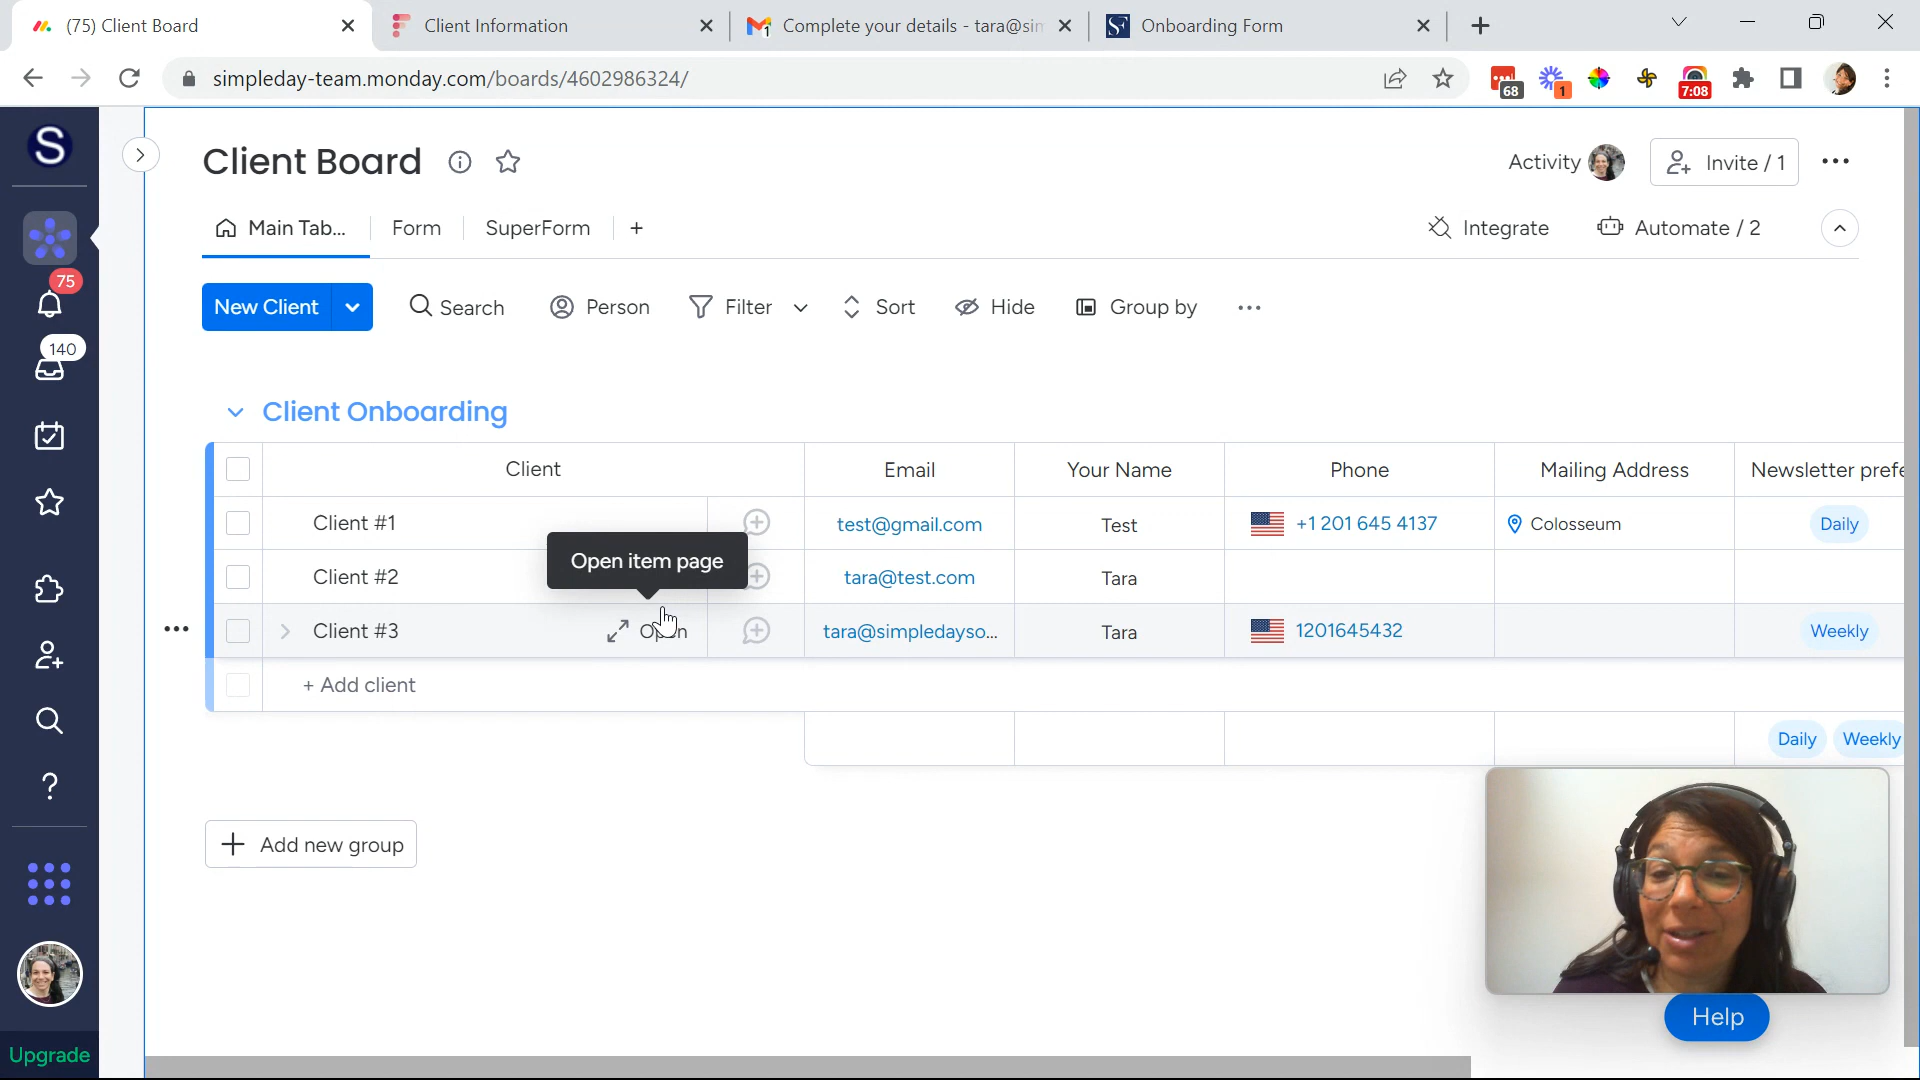 (75) Client Board
Client Information
1
Complete your details - tara@sim
SF
Onboarding Form
simpleday-team.monday.com/boards/4602986324/
68
1
7:08
S
Client Board
Activity
Invite / 1
Main Tab...
Form
SuperForm
+
Integrate
Automate / 2
75
New Client
Search
Person
Filter
Sort
Hide
Group by
140
Client Onboarding
Client
Email
Your Name
Phone
Mailing Address
Newsletter prefe
Client #1
test@gmail.com
Test
+1 201 645 4137
Colosseum
Daily
Open item page
Client #2
tara@test.com
Tara
Client #3
Open
tara@simpledayso...
Tara
1201645432
Weekly
+ Add client
Daily
Weekly
?
+ Add new group
Help
Upgrade